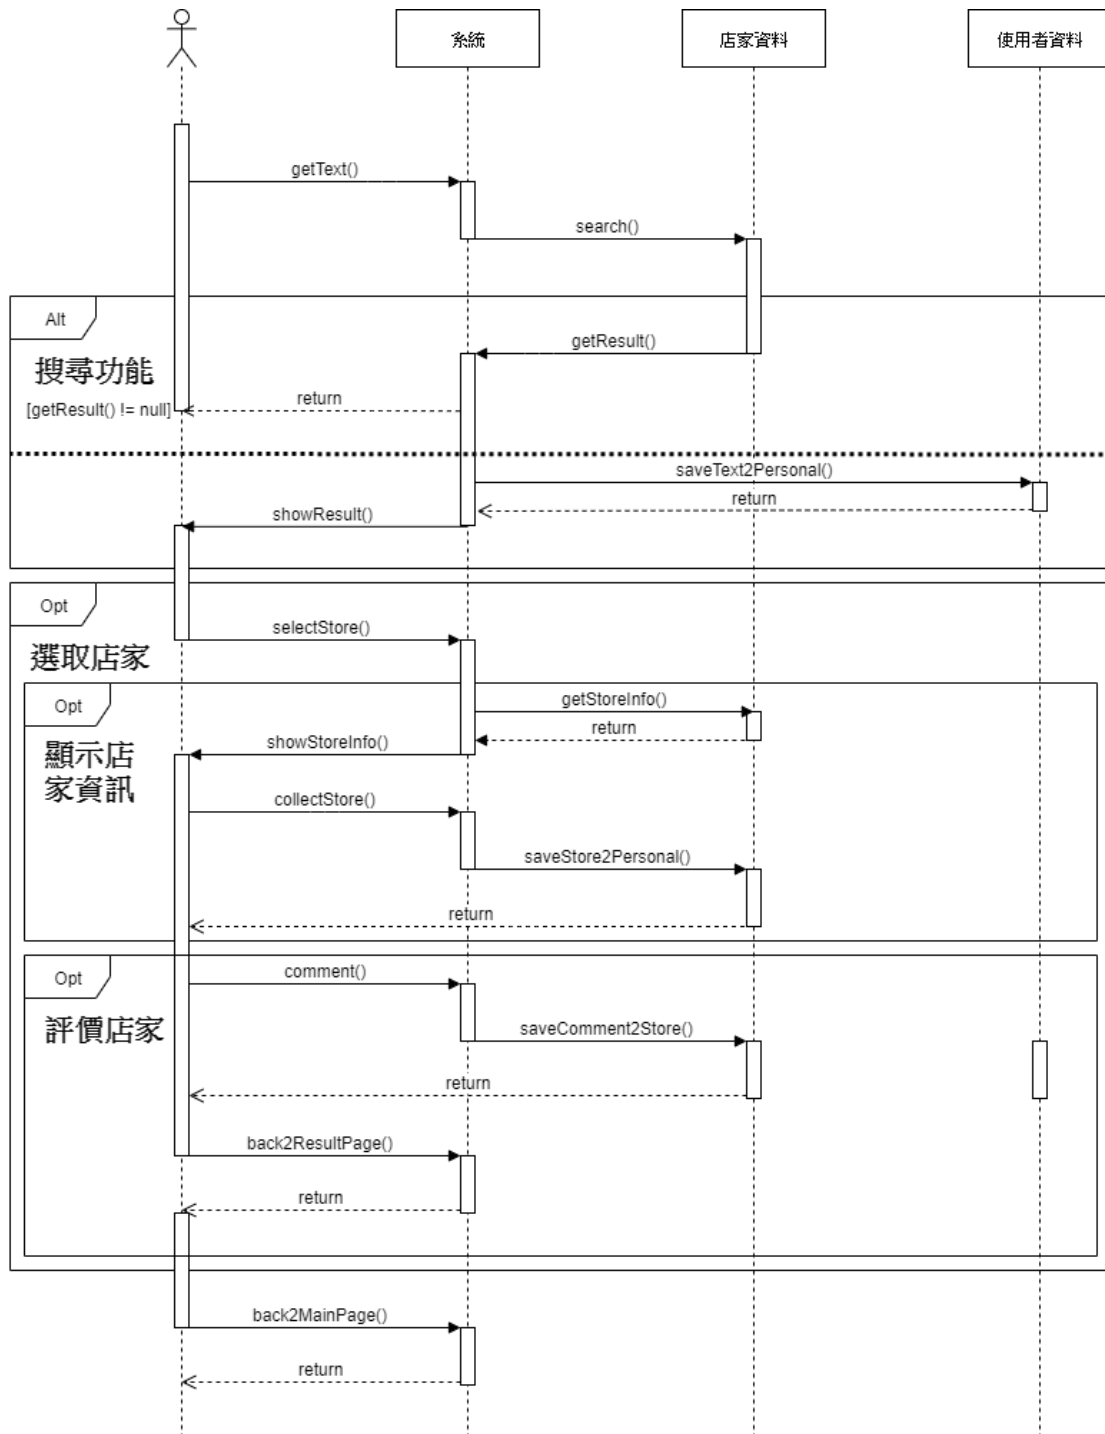 系統
店家資料
使用者資料
getText()
search()
Alt
getResult()
搜尋功能
return
[getResult() != null]
saveText2Personal()
return
showResult()
Opt
selectStore()
選取店家
Opt
getStoreInfo()
return
showStoreInfo()
顯示店
家資訊
collectStore()
saveStore2Personal()
return
Opt
comment()
評價店家
saveComment2Store()
return
back2ResultPage()
return
back2MainPage()
return